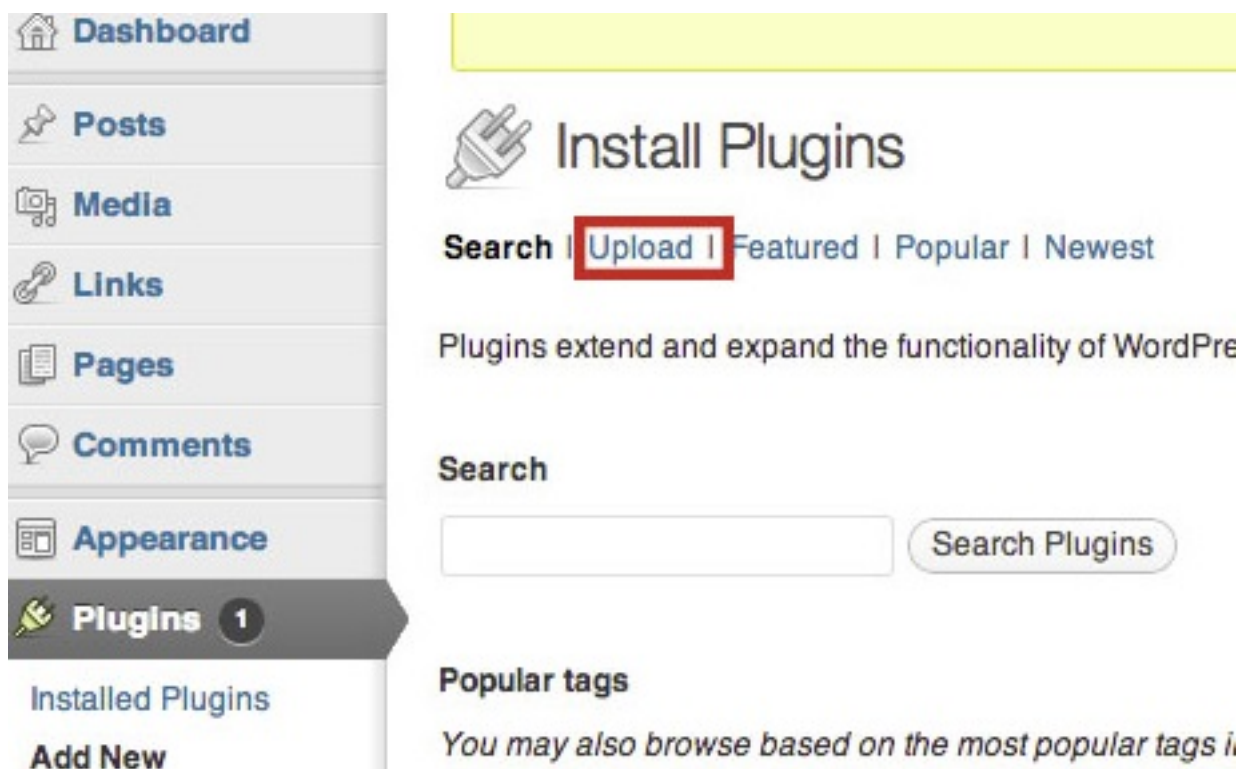 Dashboard
Posts
Media
Links
Pages
Comments
Appearance
Plugins 1
Installed Plugins
Add New
Install Plugins
Search | Upload | Featured | Popular | Newest
Plugins extend and expand the functionality of WordPre
Search
Search Plugins
Popular tags
You may also browse based on the most popular tags i